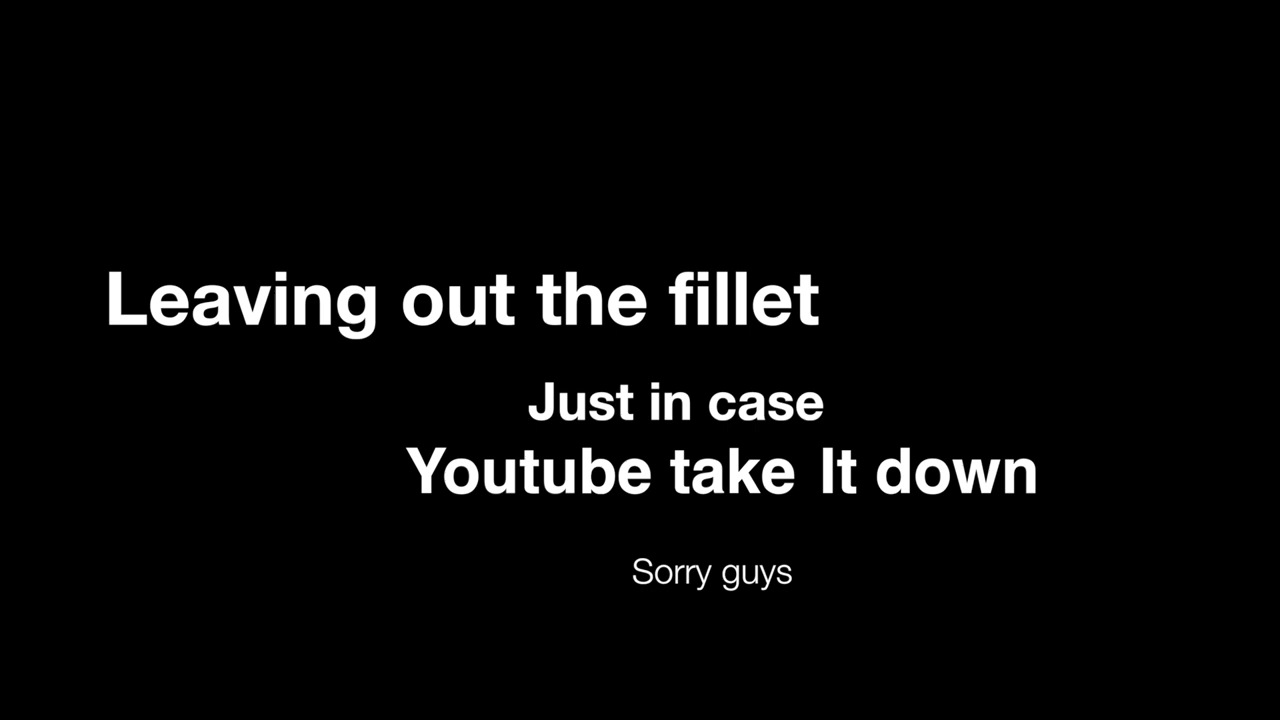 Leaving out the fillet
Just in case
Youtube take It down
Sorry guys